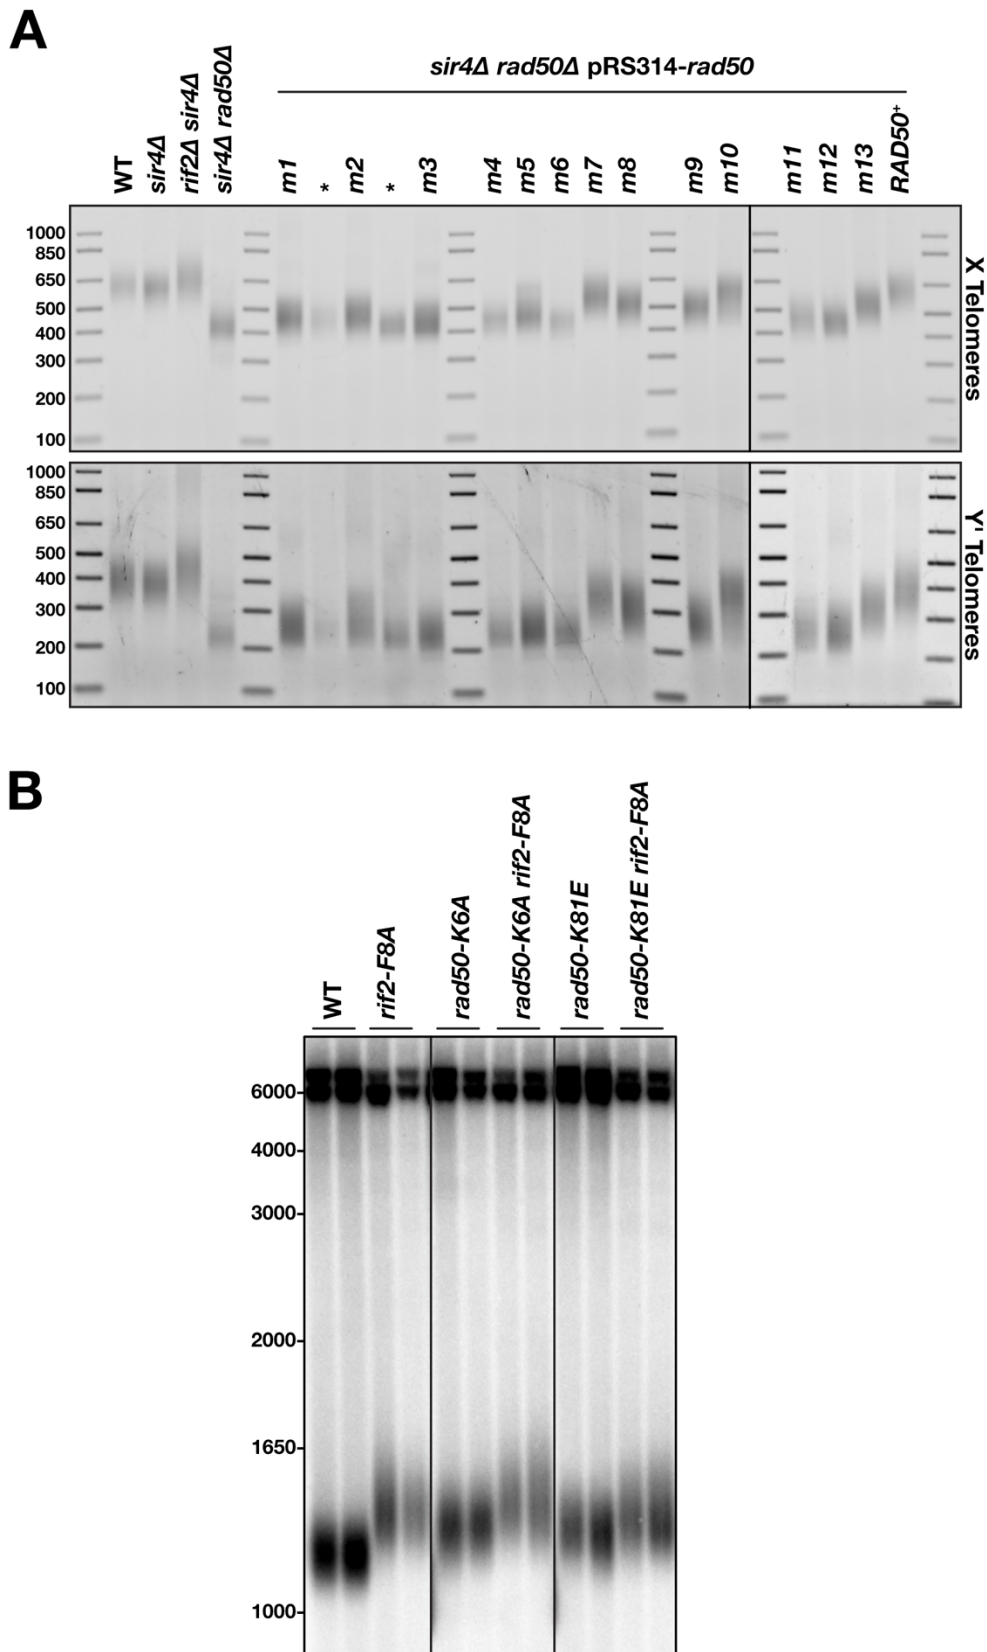 A
sir4Δ rad50Δ pRS314-rad50
WT
sir4Δ
rif2Δ sir4Δ
sir4Δ rad50Δ
m1
*
m2
*
m3
m4
m5
m6
m7
m8
m9
m10
m11
m12
m13
RAD50+
1000
850
650
500
400
300
200
100
X Telomeres
1000
850
650
500
400
300
200
100
Y' Telomeres
B
WT
rif2-F8A
rad50-K6A
rad50-K6A rif2-F8A
rad50-K81E
rad50-K81E rif2-F8A
6000
4000
3000
2000
1650
1000